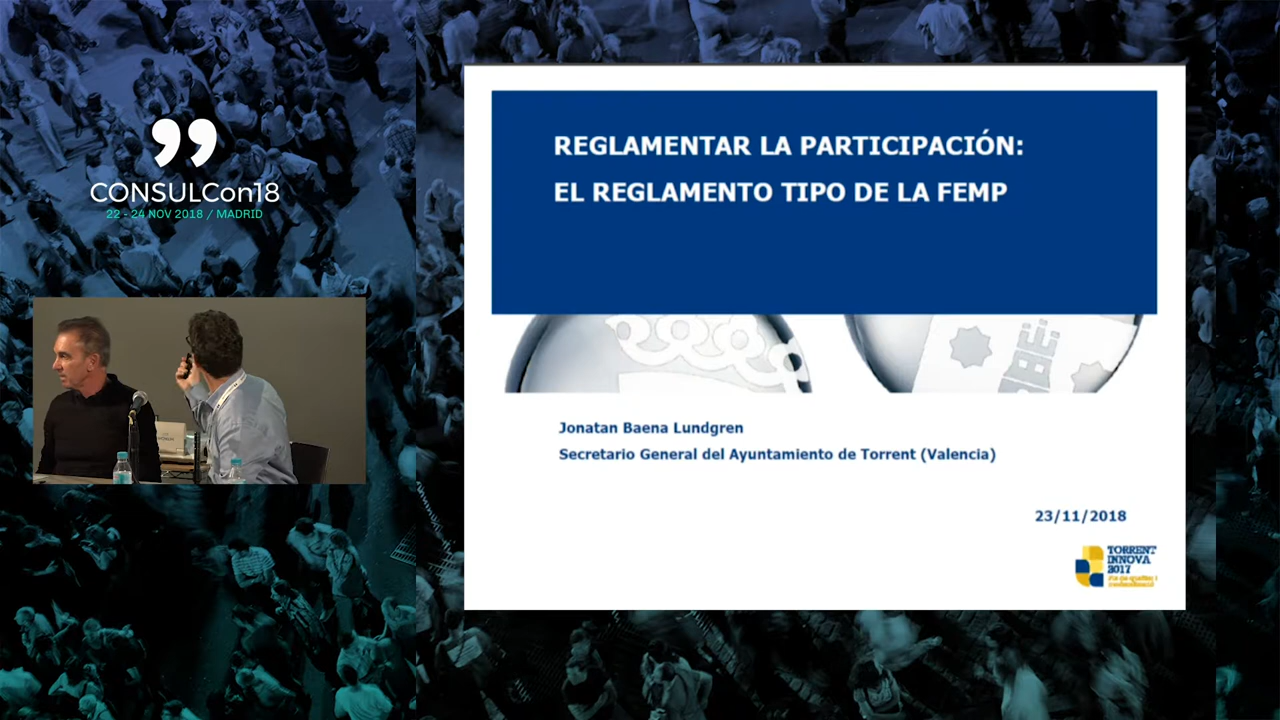 CONSULCon18
22 - 24 NOV 2018 / MADRID
REGLAMENTAR LA PARTICIPACIÓN:
EL REGLAMENTO TIPO DE LA FEMP
Jonatan Baena Lundgren
Secretario General del Ayuntamiento de Torrent (Valencia)
23/11/2018
TORRENT
INNOVA
2017